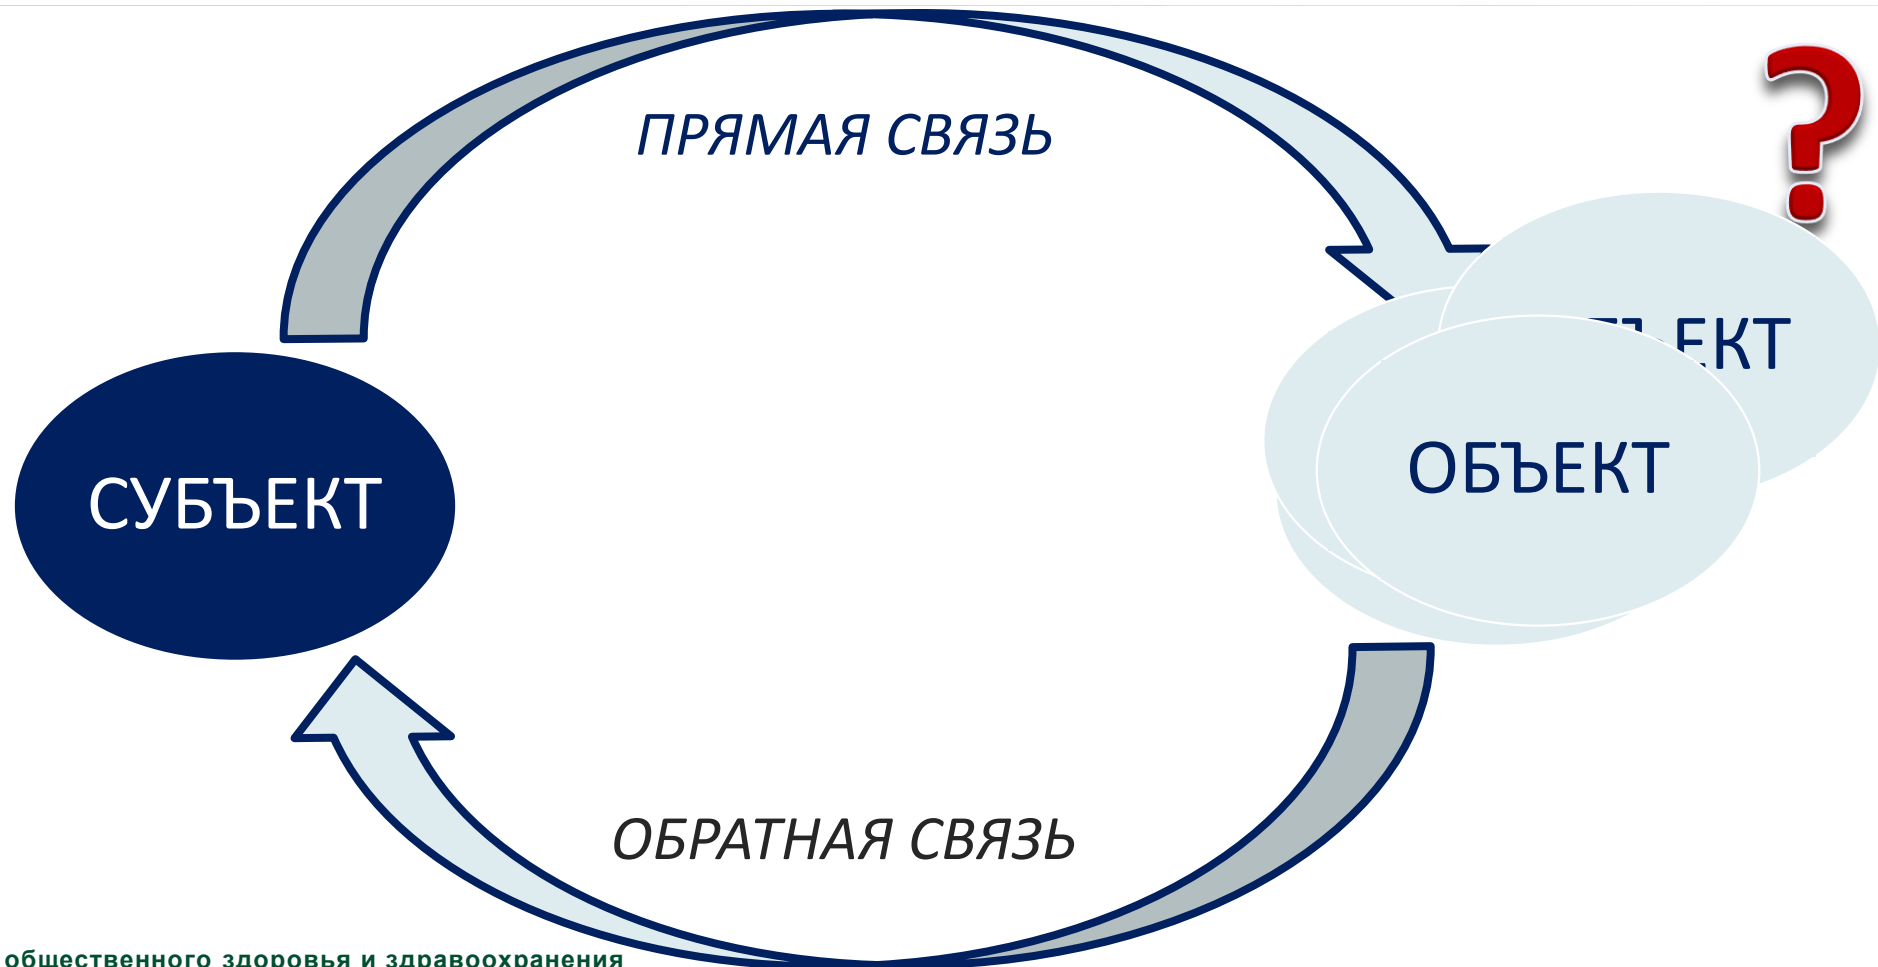 ПРЯМАЯ СВЯЗЬ
?
ОБЪЕКТ
СУБЪЕКТ
ОБРАТНАЯ СВЯЗЬ
общественного здоровья и здравоохранения